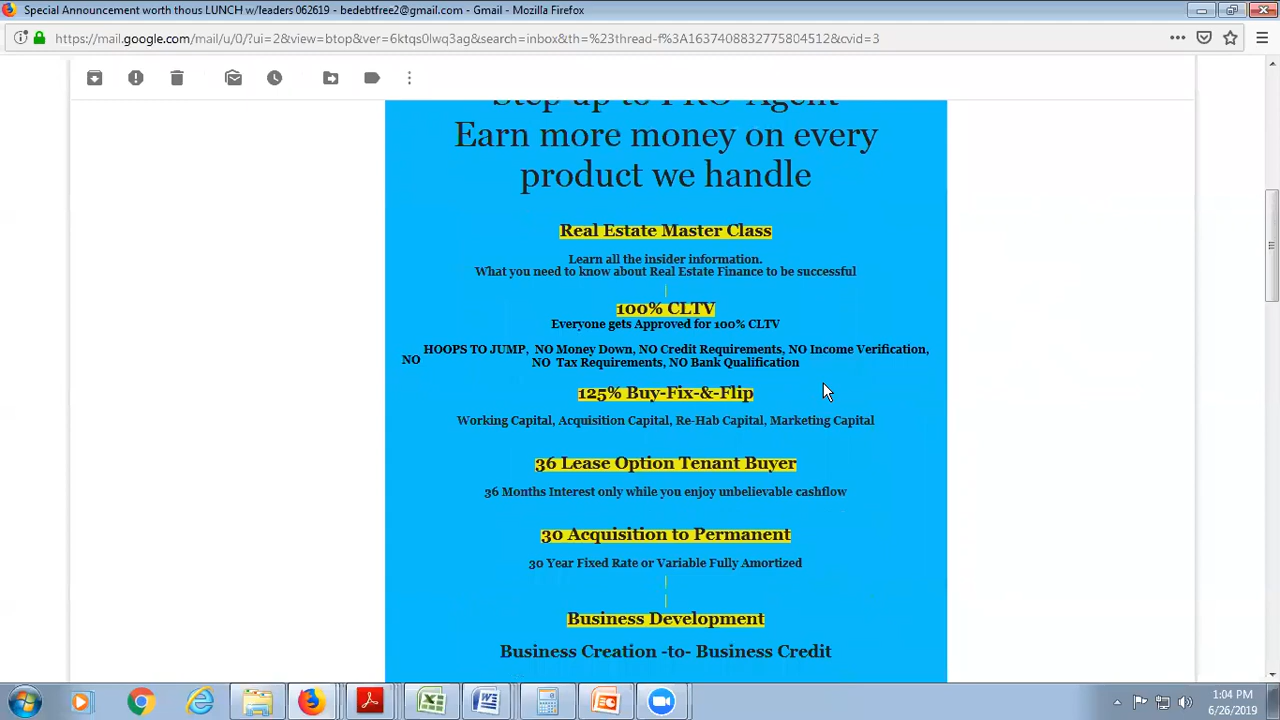 Special Announcement worth thous LUNCH w/leaders 062619 - bedebtfree2@gmail.com - Gmail - Mozilla Firefox
https://mail.google.com/mail/u/0/?ui=2&view=btop&ver=6ktqs0lwq3ag&search=inbox&th=%23thread-f%3A1637408832775804512&cvid=3
Step up to PRO-Agent
Earn more money on every
product we handle
Real Estate Master Class
Learn all the insider information.
What you need to know about Real Estate Finance to be successful
100% CLTV
Everyone gets Approved for 100% CLTV
NO HOOPS TO JUMP, NO Money Down, NO Credit Requirements, NO Income Verification,
NO Tax Requirements, NO Bank Qualification
125% Buy-Fix-&-Flip
Working Capital, Acquisition Capital, Re-Hab Capital, Marketing Capital
36 Lease Option Tenant Buyer
36 Months Interest only while you enjoy unbelievable cashflow
30 Acquisition to Permanent
30 Year Fixed Rate or Variable Fully Amortized
Business Development
Business Creation -to- Business Credit
1:04 PM
6/26/2019